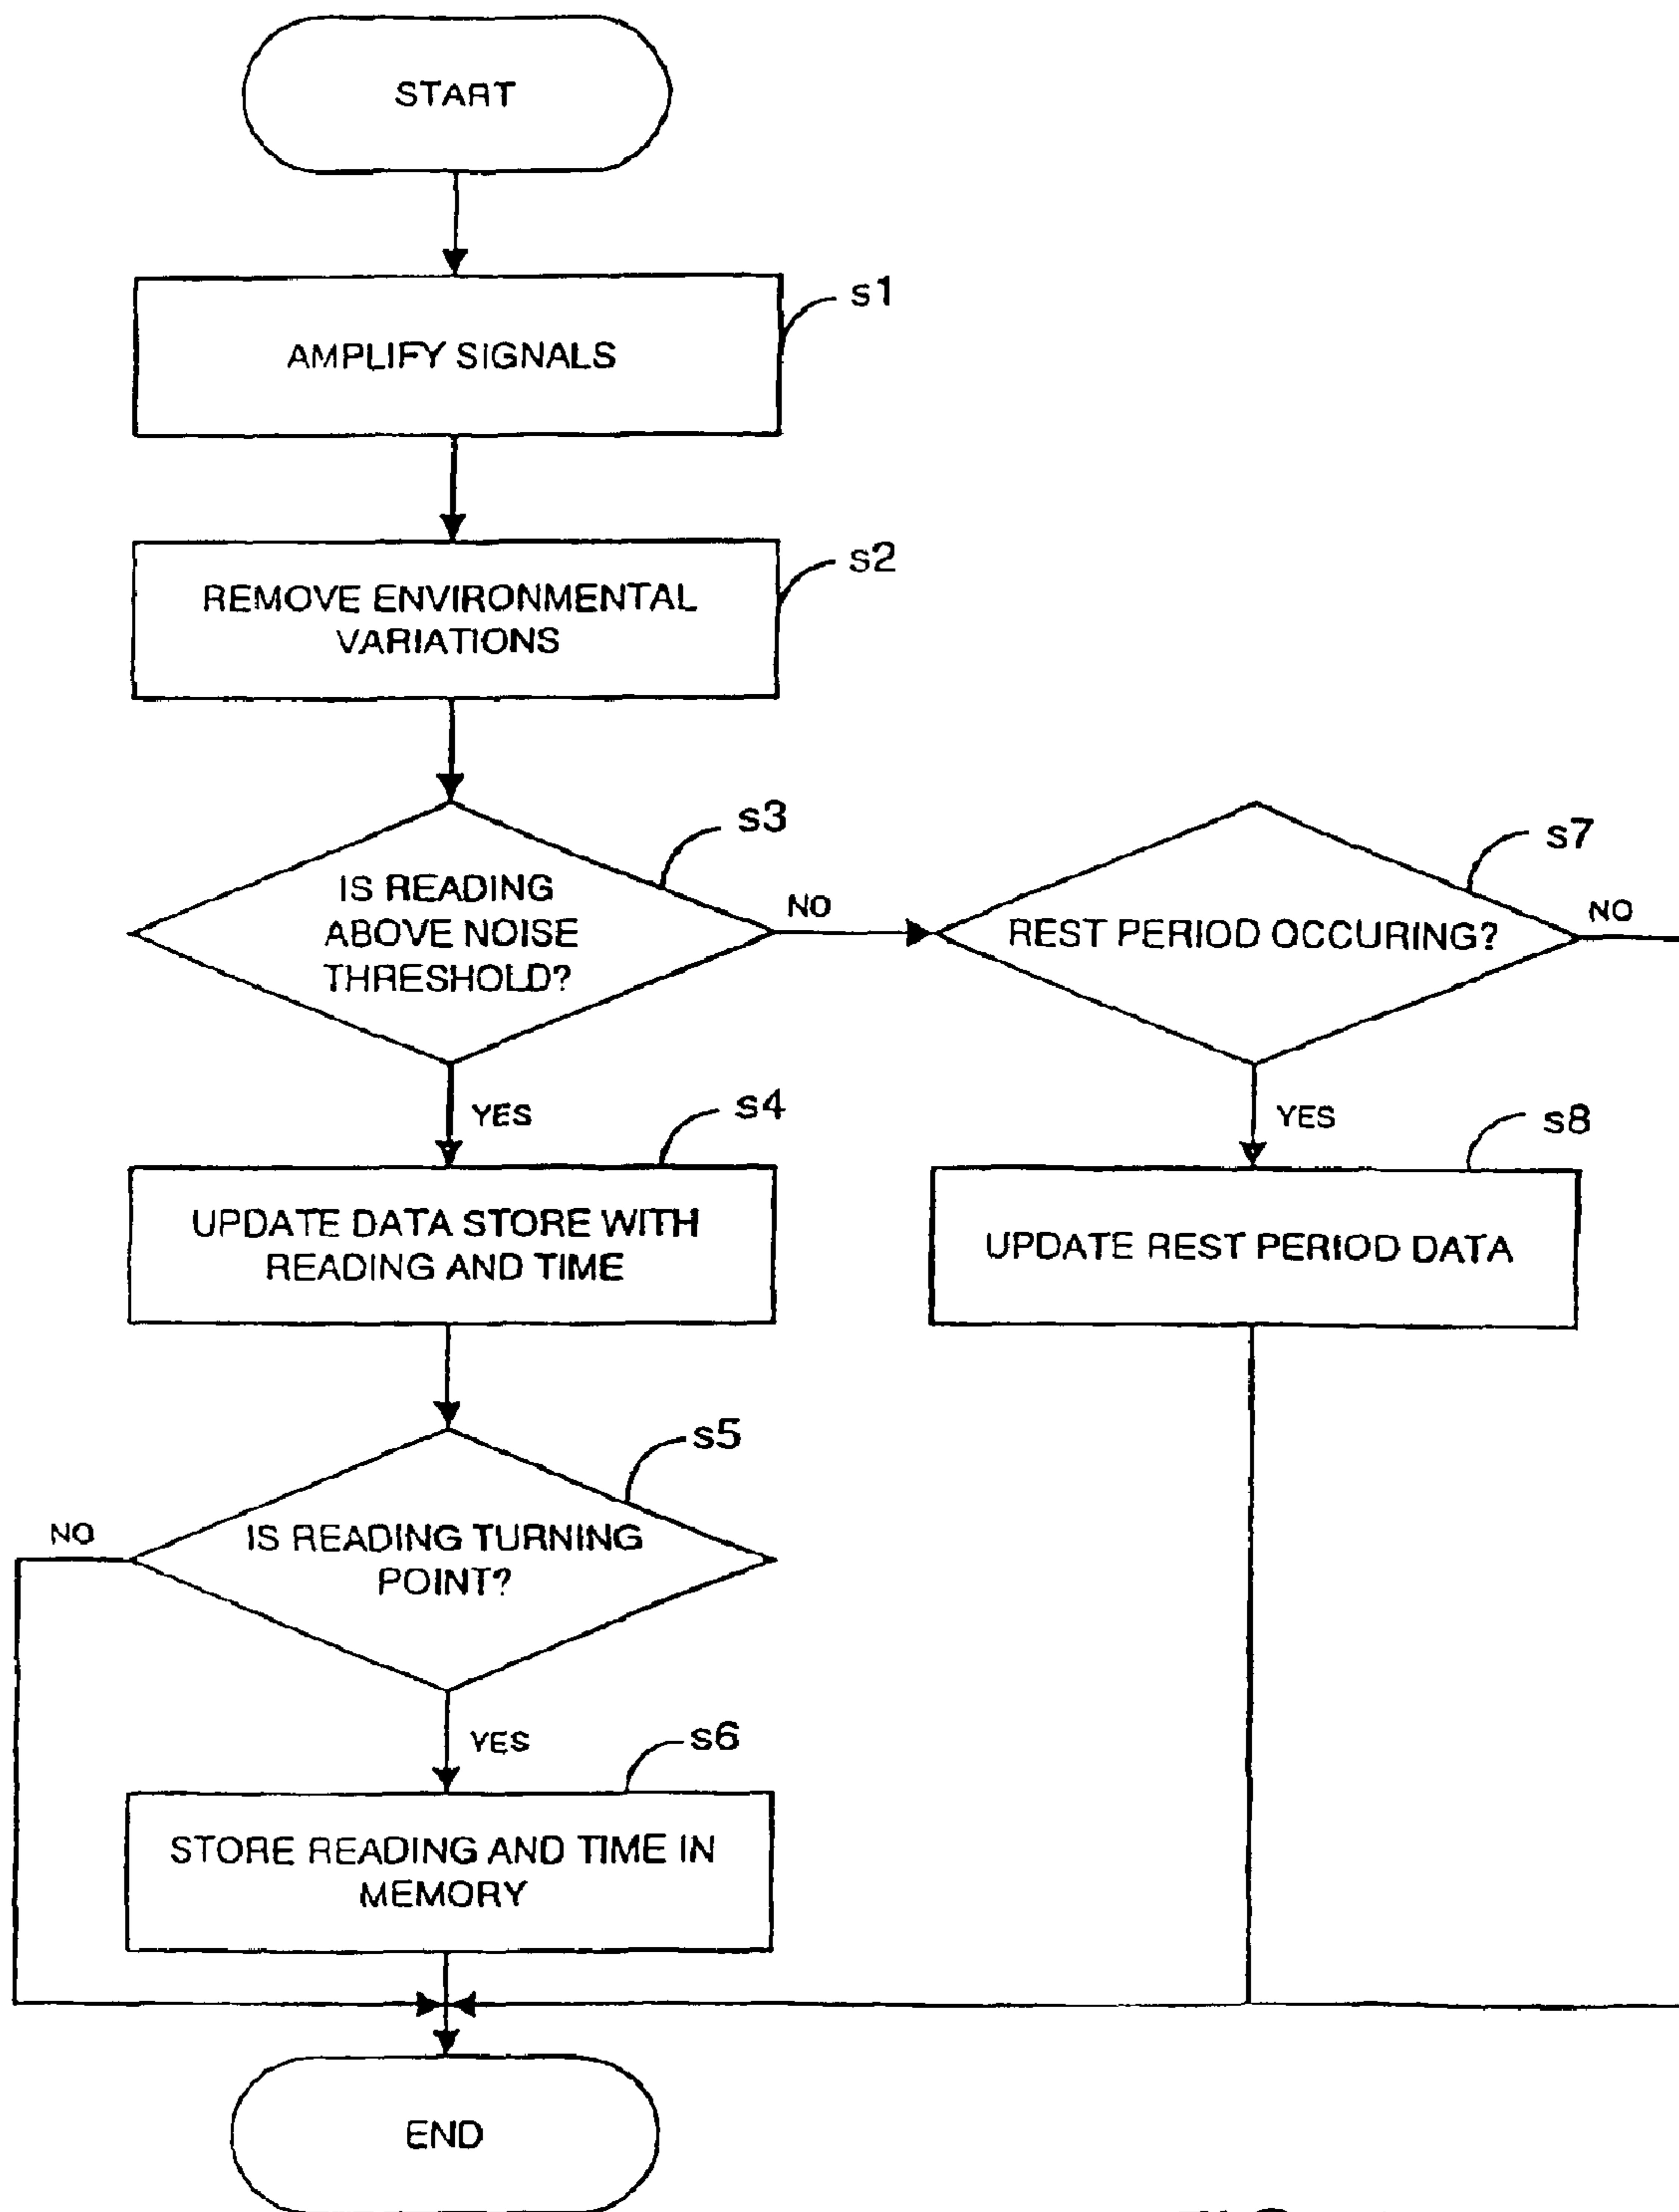 START
AMPLIFY SIGNALS
s1
REMOVE ENVIRONMENTAL
VARIATIONS
s2
IS READING
ABOVE NOISE
THRESHOLD?
s3
NO
REST PERIOD OCCURING?
s7
NO
YES
YES
UPDATE DATA STORE WITH
READING AND TIME
s4
UPDATE REST PERIOD DATA
s8
IS READING TURNING
POINT?
s5
NO
YES
STORE READING AND TIME IN
MEMORY
s6
END